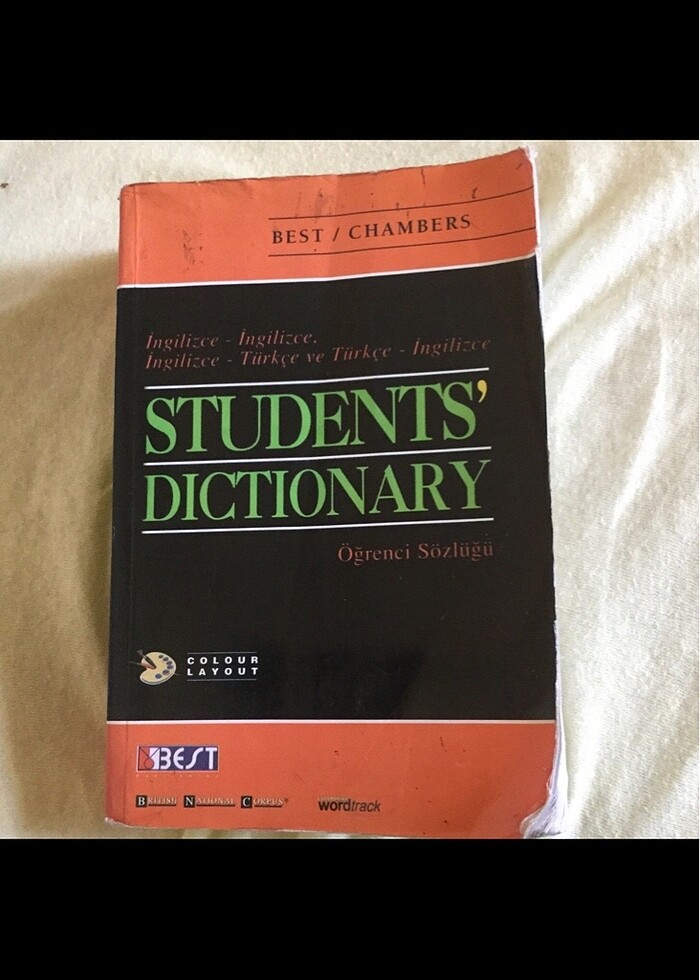 BEST / CHAMBERS
İngilizce - İngilizce.
İngilizce - Türkçe ve Türkçe - İngilizce
STUDENTS'
DICTIONARY
Öğrenci Sözlüğü
COLOUR
LAYOUT
BEST
BRITISH NATIONAL CORPUS
wordtrack